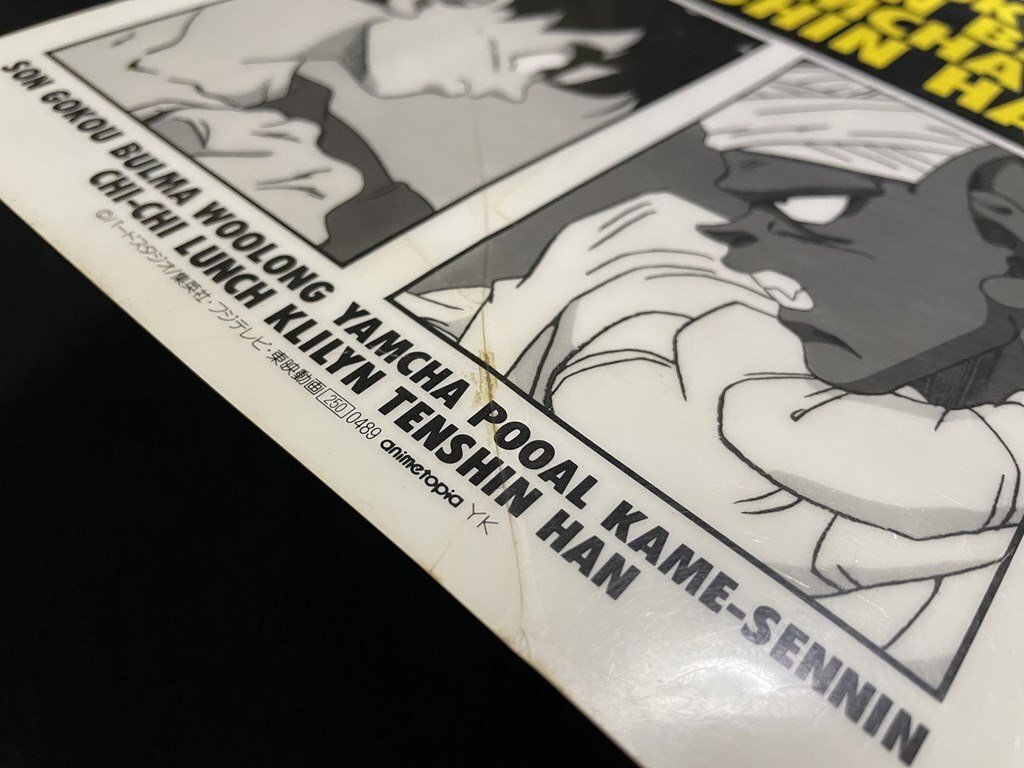 SON GOKOU BULMA WOOLONG YAMCHA POOAL KAME-SENNIN
CHI-CHI LUNCH KLILYN TENSHIN HAN
©バードスタジオ/集英社・フジテレビ・東映動画 250 0489 animetopia YK